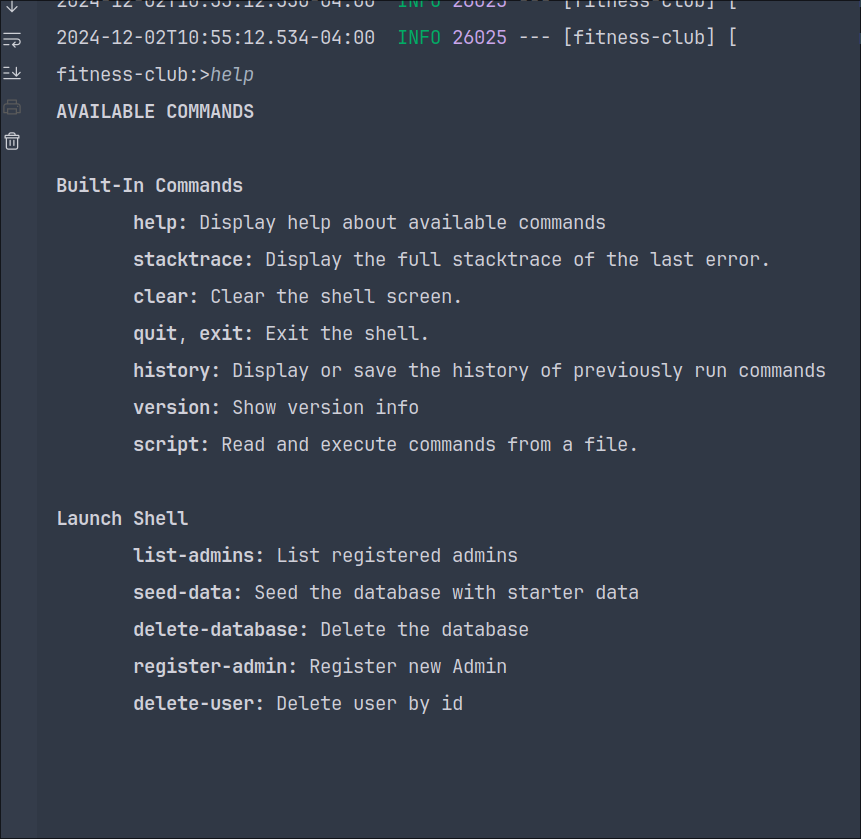 2024-12-02T10:55:12.530-04:00  INFO 26025 --- [fitness-club] [
2024-12-02T10:55:12.534-04:00  INFO 26025 --- [fitness-club] [
fitness-club:>help
AVAILABLE COMMANDS
Built-In Commands
help: Display help about available commands
stacktrace: Display the full stacktrace of the last error.
clear: Clear the shell screen.
quit, exit: Exit the shell.
history: Display or save the history of previously run commands
version: Show version info
script: Read and execute commands from a file.
Launch Shell
list-admins: List registered admins
seed-data: Seed the database with starter data
delete-database: Delete the database
register-admin: Register new Admin
delete-user: Delete user by id